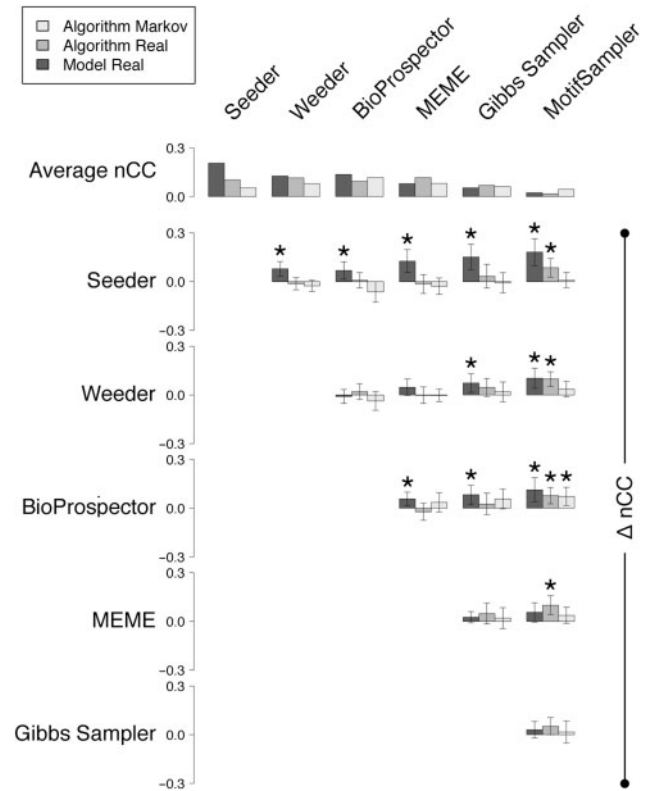 Algorithm Markov
Algorithm Real
Model Real
Seeder
Weeder
BioProspector
MEME
Gibbs Sampler
MotifSampler
Average nCC
0.3
0.0
Seeder
0.3
0.0
−0.3
* * * * * *
Weeder
0.3
0.0
−0.3
* * *
BioProspector
0.3
0.0
−0.3
* * * * *
MEME
0.3
0.0
−0.3
*
Gibbs Sampler
0.3
0.0
−0.3
Δ nCC